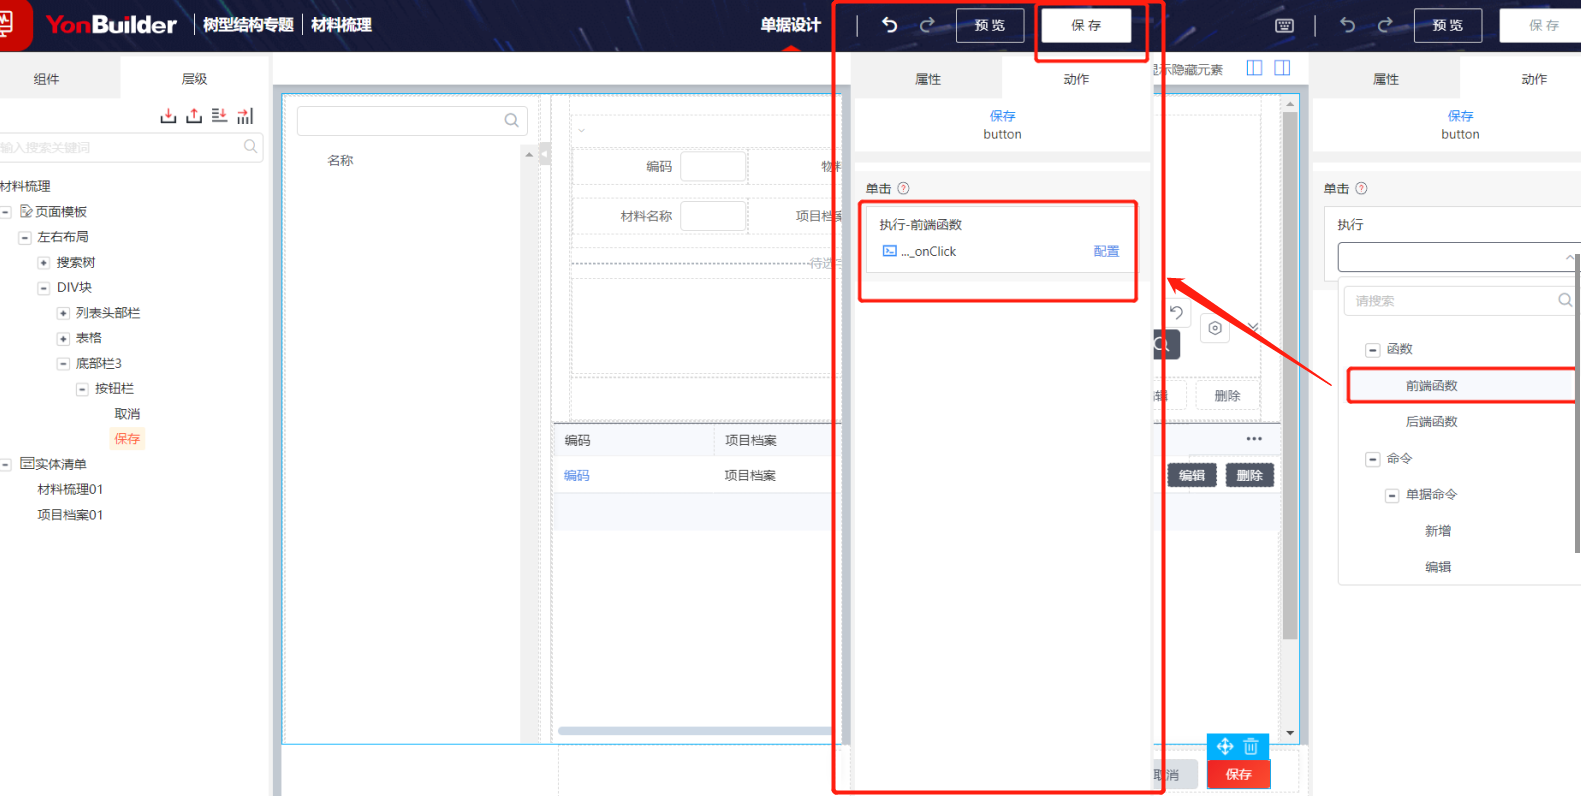 YonBuilder 树型结构专题 材料梳理
单据设计
预览 保存
预览 保存
组件 层级
输入搜索关键词
材料梳理
页面模板
左右布局
搜索树
DIV块
列表头部栏
表格
底部栏3
按钮栏
取消
保存
实体清单
材料梳理01
项目档案01
名称
编码 物料
材料名称 项目档案
编码 项目档案
编码 项目档案
属性 动作
保存
button
单击
执行-前端函数
..._onClick 配置
示隐藏元素
删除
编辑 删除
取消 保存
属性 动作
保存
button
单击
执行
请搜索
函数
前端函数
后端函数
命令
单据命令
新增
编辑